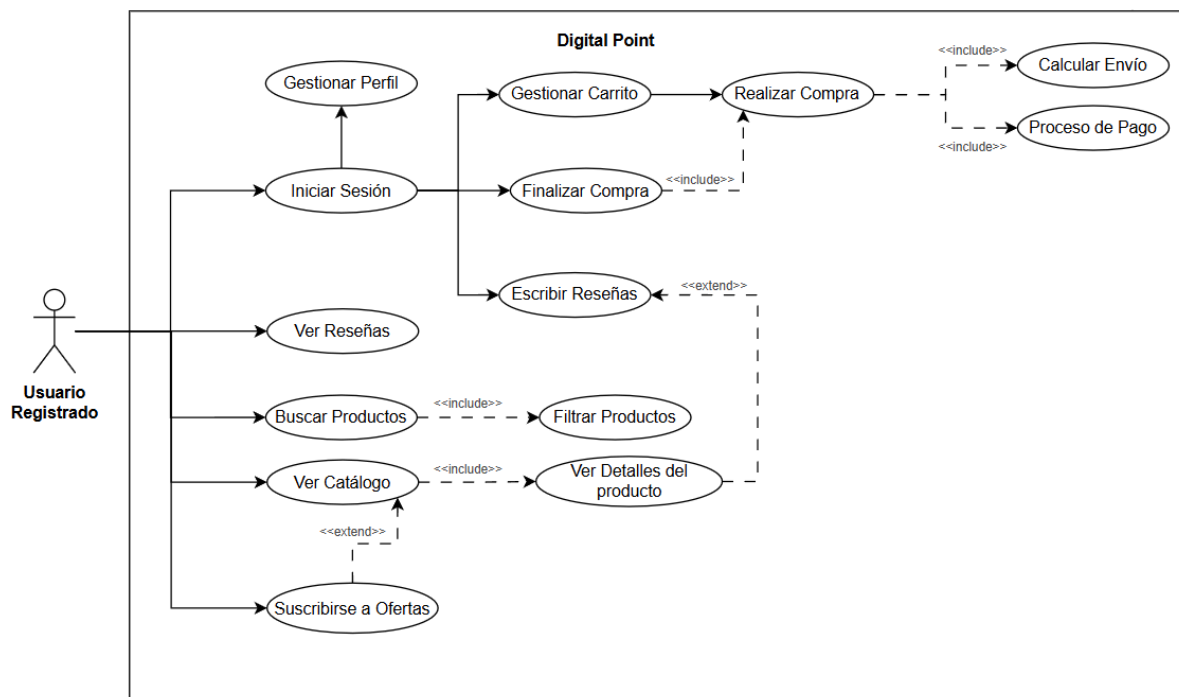 Digital Point
<<include>>
Calcular Envío
Gestionar Perfil
Gestionar Carrito
Realizar Compra
Proceso de Pago
<<include>>
Iniciar Sesión
Finalizar Compra
<<include>>
Escribir Reseñas
<<extend>>
Ver Reseñas
Usuario
Registrado
Buscar Productos
<<include>>
Filtrar Productos
Ver Catálogo
<<include>>
Ver Detalles del
producto
<<extend>>
Suscribirse a Ofertas